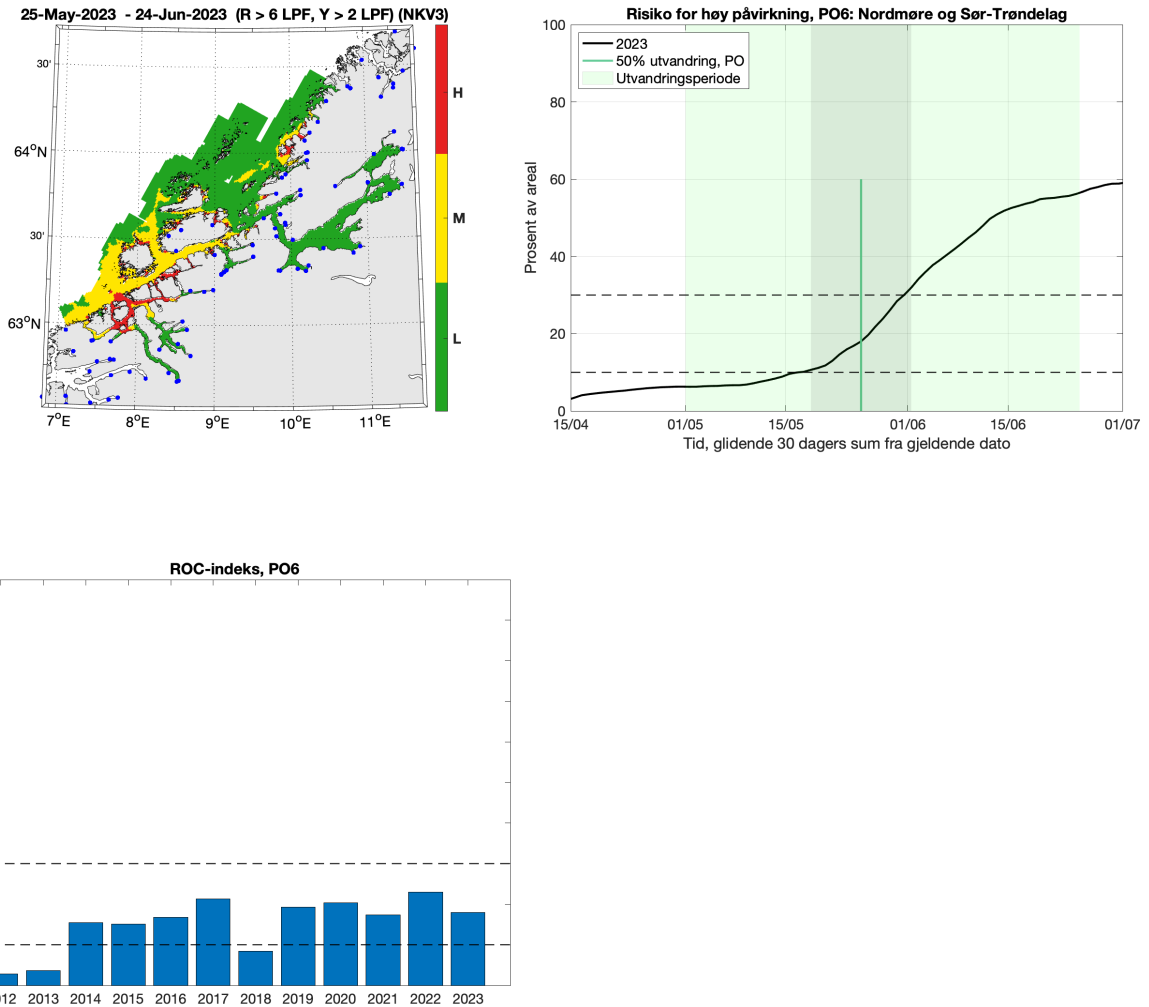 25-May-2023 - 24-Jun-2023 (R > 6 LPF, Y > 2 LPF) (NKV3)
30'
64°N
30'
63°N
7°E 8°E 9°E 10°E 11°E
H
M
L
Risiko for høy påvirkning, PO6: Nordmøre og Sør-Trøndelag
2023
50% utvandring, PO
Utvandringsperiode
Prosent av areal
100
80
60
40
20
0
15/04 01/05 15/05 01/06 15/06 01/07
Tid, glidende 30 dagers sum fra gjeldende dato
ROC-indeks, PO6
12 2013 2014 2015 2016 2017 2018 2019 2020 2021 2022 2023